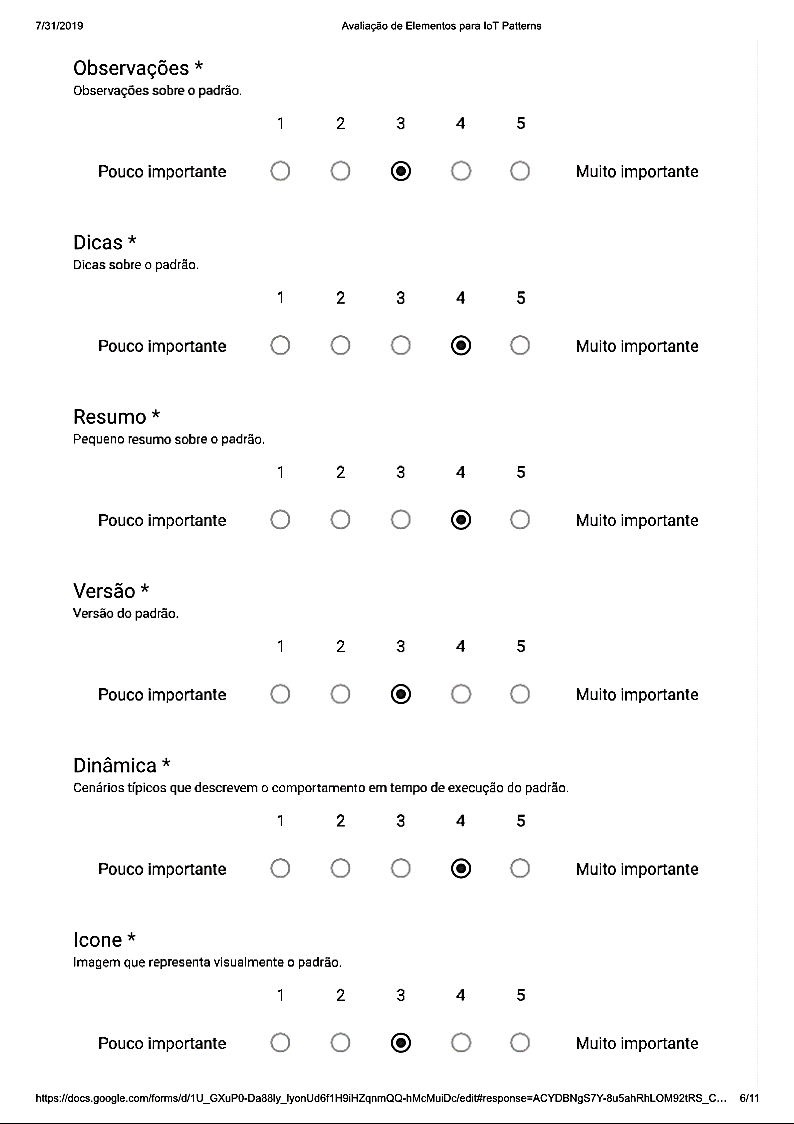 7/31/2019 Avaliação de Elementos para IoT Patterns
Observações *
Observações sobre o padrão.
1 2 3 4 5
Pouco importante Muito importante
Dicas *
Dicas sobre o padrão.
1 2 3 4 5
Pouco importante Muito importante
Resumo *
Pequeno resumo sobre o padrão.
1 2 3 4 5
Pouco importante Muito importante
Versão *
Versão do padrão.
1 2 3 4 5
Pouco importante Muito importante
Dinâmica *
Cenários típicos que descrevem o comportamento em tempo de execução do padrão.
1 2 3 4 5
Pouco importante Muito importante
Icone *
Imagem que representa visualmente o padrão.
1 2 3 4 5
Pouco importante Muito importante
https://docs.google.com/forms/d/1U_GXuP0-Da88ly_lyonUd6f1H9iHZqnmQQ-hMcMuiDc/edit#response=ACYDBNgS7Y-8u5ahRhLOM92tRS_C... 6/11